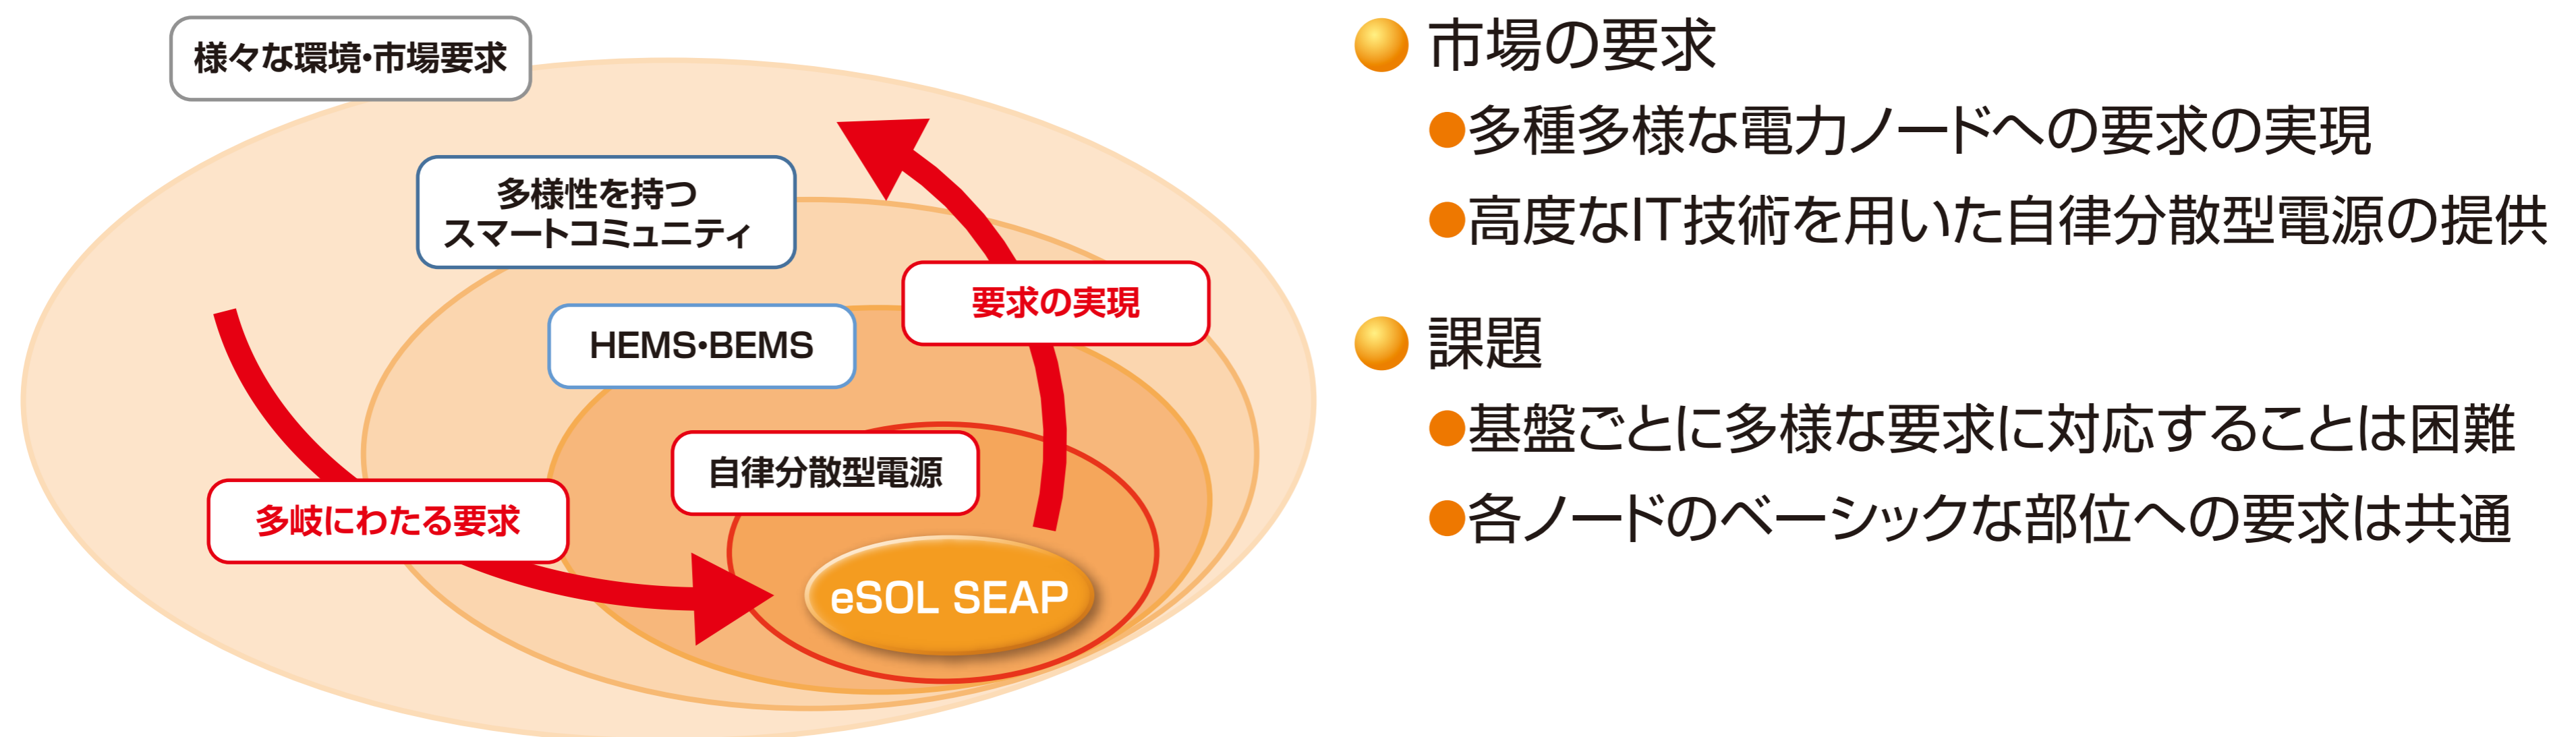 様々な環境・市場要求
多様性を持つ
スマートコミュニティ
HEMS・BEMS
要求の実現
自律分散型電源
多岐にわたる要求
eSOL SEAP
市場の要求
●多種多様な電力ノードへの要求の実現
●高度なIT技術を用いた自律分散型電源の提供
課題
●基盤ごとに多様な要求に対応することは困難
●各ノードのベーシックな部位への要求は共通